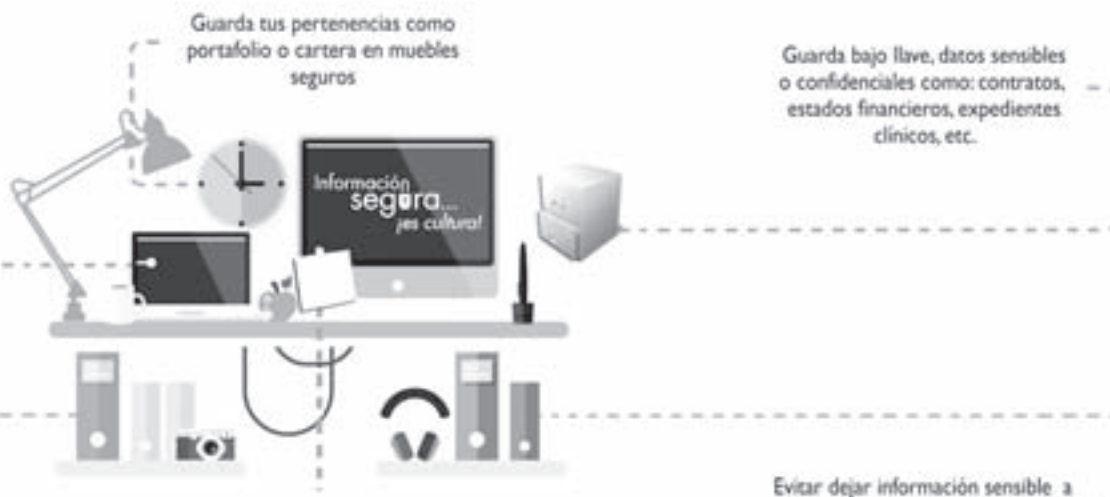 Guarda tus pertenencias como
portafolio o cartera en muebles
seguros
Guarda bajo llave, datos sensibles
o confidenciales como: contratos,
estados financieros, expedientes
clínicos, etc.
Información
segura...
¡es cultura!
Evitar dejar información sensible a